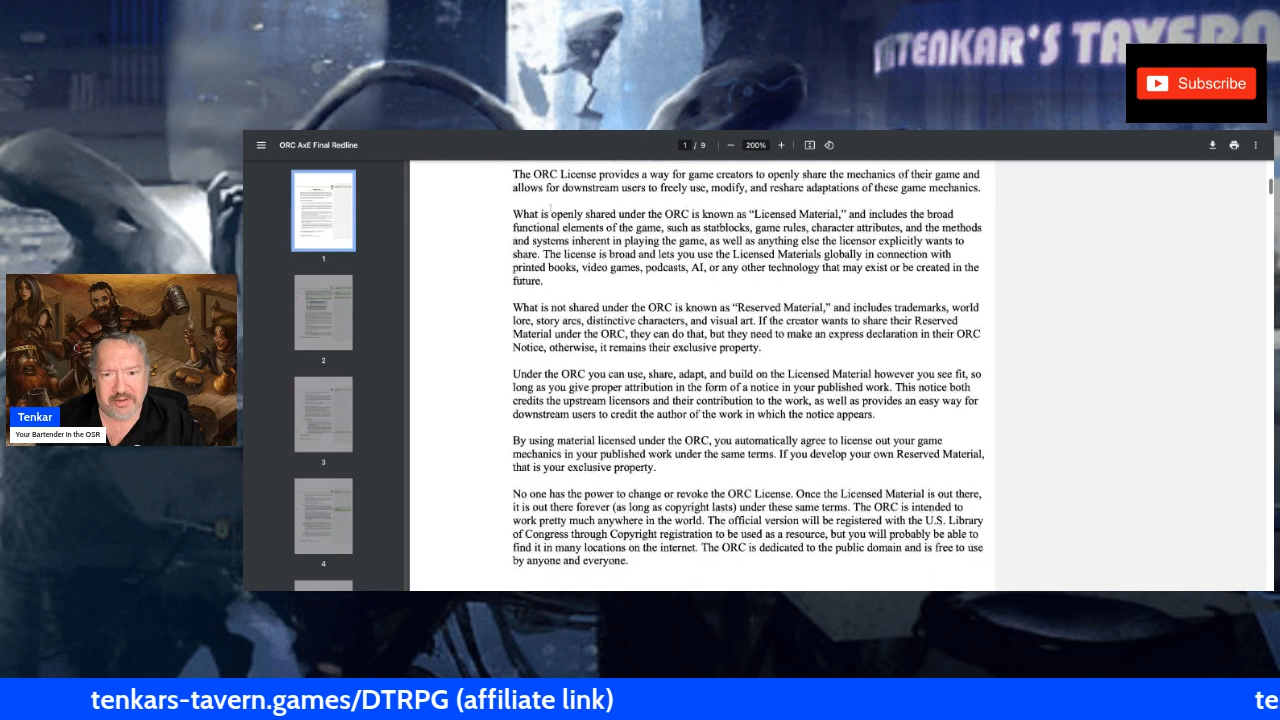 TENKAR'S TAVERN
Subscribe
ORC AxE Final Redline
1 / 9
200%
The ORC License provides a way for game creators to openly share the mechanics of their game and
allows for downstream users to freely use, modify, and reshare adaptations of these game mechanics.
What is openly shared under the ORC is known as “Licensed Material,” and includes the broad
functional elements of the game, such as statblocks, game rules, character attributes, and the methods
and systems inherent in playing the game, as well as anything else the licensor explicitly wants to
share. The license is broad and lets you use the Licensed Materials globally in connection with
printed books, video games, podcasts, AI, or any other technology that may exist or be created in the
future.
What is not shared under the ORC is known as “Reserved Material,” and includes trademarks, world
lore, story arcs, distinctive characters, and visual art. If the creator wants to share their Reserved
Material under the ORC, they can do that, but they need to make an express declaration in their ORC
Notice, otherwise, it remains their exclusive property.
Under the ORC you can use, share, adapt, and build on the Licensed Material however you see fit, so
long as you give proper attribution in the form of a notice in your published work. This notice both
credits the upstream licensors and their contribution to the work, as well as provides an easy way for
downstream users to credit the author of the work in which the notice appears.
By using material licensed under the ORC, you automatically agree to license out your game
mechanics in your published work under the same terms. If you develop your own Reserved Material,
that is your exclusive property.
No one has the power to change or revoke the ORC License. Once the Licensed Material is out there,
it is out there forever (as long as copyright lasts) under these same terms. The ORC is intended to
work pretty much anywhere in the world. The official version will be registered with the U.S. Library
of Congress through Copyright registration to be used as a resource, but you will probably be able to
find it in many locations on the internet. The ORC is dedicated to the public domain and is free to use
by anyone and everyone.
1
2
3
4
Tenkar
Your Bartender In the OSR
tenkars-tavern.games/DTRPG (affiliate link)
te